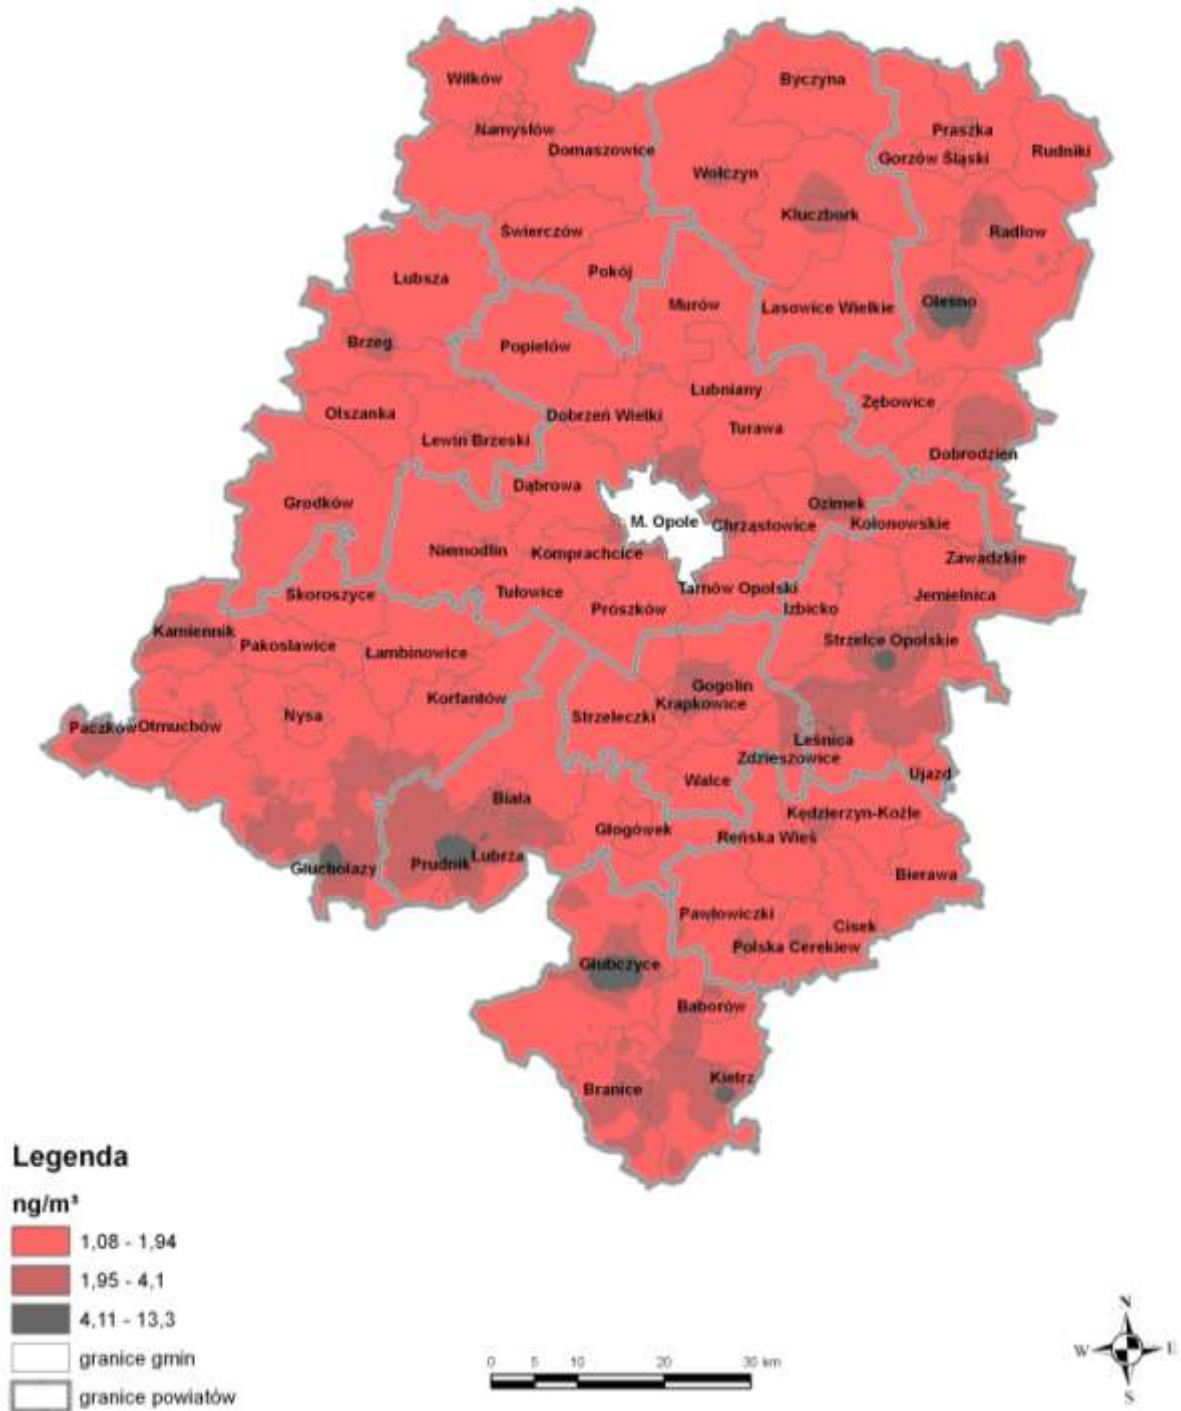 Wilków
Byczyna
Namysłów
Praszka
Domaszowice
Gorzów Śląski
Rudniki
Wołczyn
Kluczbork
Świerczów
Radłow
Pokój
Lubsza
Murów
Lasowice Wielkie
Olesno
Brzeg
Popielów
Lubniany
Zębowice
Olszanka
Dobrzeń Wielki
Turawa
Lewin Brzeski
Dobrodzień
Dąbrowa
Grodków
Ozimek
M. Opole
Chrząstowice
Kolonowskie
Niemodlin
Komprachcice
Zawadzkie
Skoroszyce
Tułowice
Tarnów Opolski
Jemielnica
Prószków
Izbicko
Kamiennik
Pakosławice
Łambinowice
Strzelce Opolskie
Korfantów
Gogolin
Krapkowice
Nysa
Strzeleczki
Paczków
Otmuchów
Leśnica
Zdzieszowice
Walce
Ujazd
Biała
Kędzierzyn-Koźle
Głogówek
Reńska Wieś
Głuchołazy
Prudnik
Lubrza
Bierawa
Pawłowiczki
Cisek
Polska Cerekiew
Głubczyce
Baborów
Kietrz
Branice
Legenda
ng/m³
1,08 - 1,94
1,95 - 4,1
4,11 - 13,3
granice gmin
granice powiatów
0 5 10 20 30 km
N
W E
S